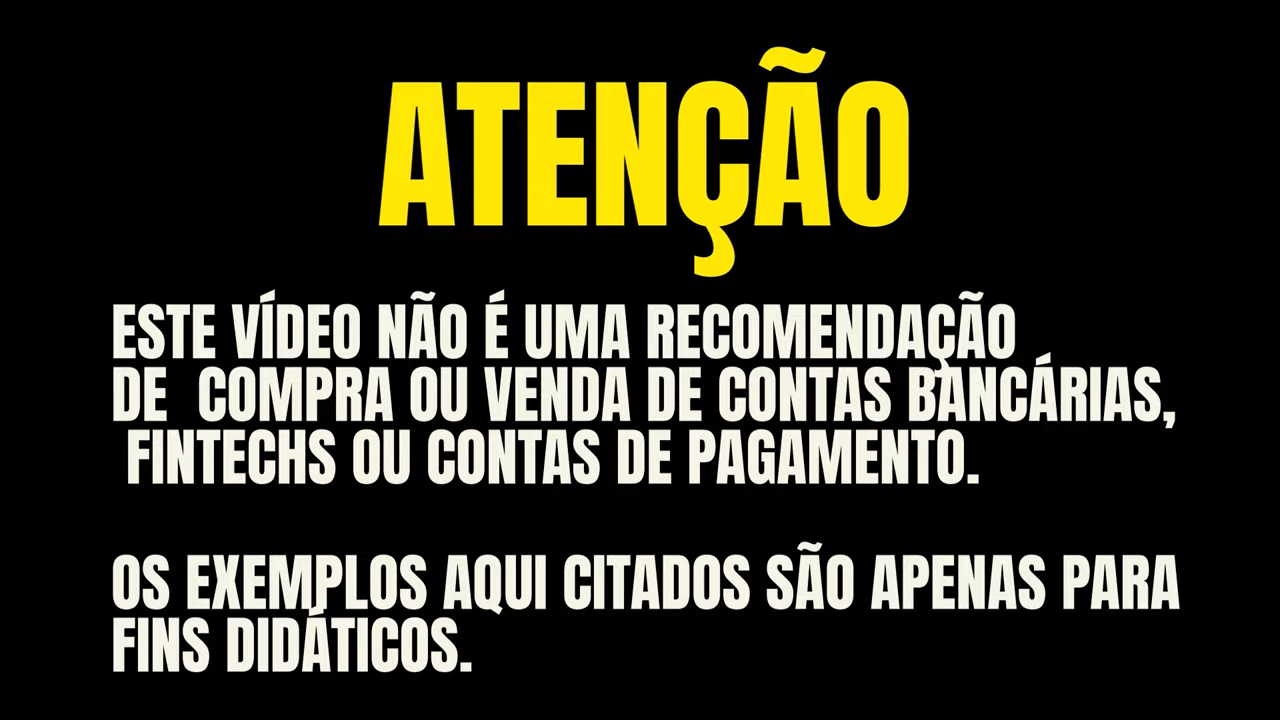 ATENÇÃO
ESTE VÍDEO NÃO É UMA RECOMENDAÇÃO
DE COMPRA OU VENDA DE CONTAS BANCÁRIAS,
FINTECHS OU CONTAS DE PAGAMENTO.
OS EXEMPLOS AQUI CITADOS SÃO APENAS PARA
FINS DIDÁTICOS.